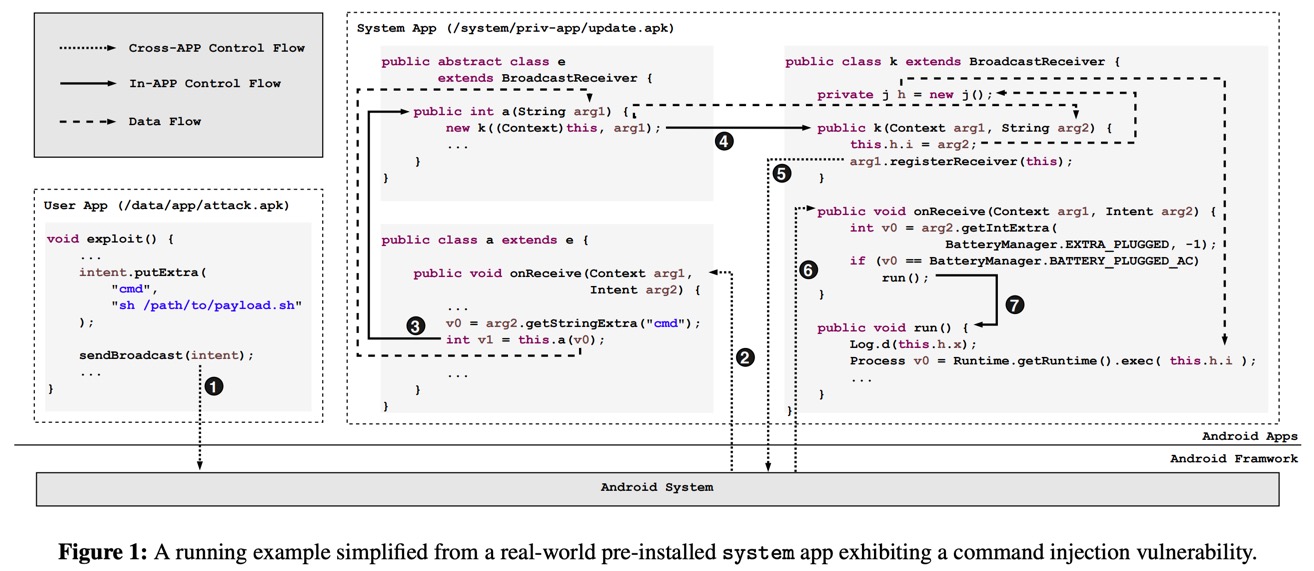 Cross-APP Control Flow
In-APP Control Flow
Data Flow
User App (/data/app/attack.apk)
void exploit() {
...
intent.putExtra(
"cmd",
"sh /path/to/payload.sh"
);
sendBroadcast(intent);
...
}
1
System App (/system/priv-app/update.apk)
public abstract class e
extends BroadcastReceiver {
public int a(String arg1) {
new k((Context)this, arg1);
...
}
}
4
public class a extends e {
public void onReceive(Context arg1,
Intent arg2) {
...
v0 = arg2.getStringExtra("cmd");
int v1 = this.a(v0);
...
}
}
3
2
public class k extends BroadcastReceiver {
private j h = new j();
public k(Context arg1, String arg2) {
this.h.i = arg2;
arg1.registerReceiver(this);
}
5
public void onReceive(Context arg1, Intent arg2) {
int v0 = arg2.getIntExtra(
BatteryManager.EXTRA_PLUGGED, -1);
if (v0 == BatteryManager.BATTERY_PLUGGED_AC)
run();
}
6
7
public void run() {
Log.d(this.h.x);
Process v0 = Runtime.getRuntime().exec( this.h.i );
...
}
}
Android Apps
Android Framwork
Android System
Figure 1: A running example simplified from a real-world pre-installed system app exhibiting a command injection vulnerability.